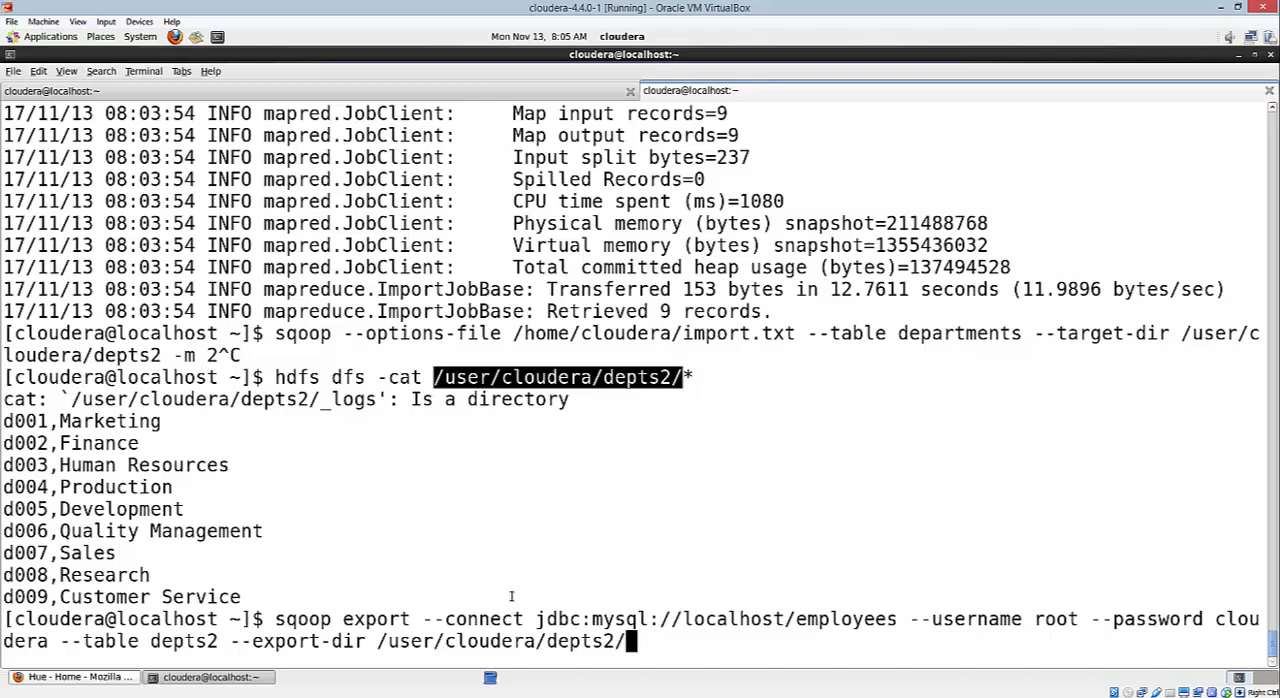 cloudera-4.4.0-1 [Running] - Oracle VM VirtualBox
File Machine View Input Devices Help
Applications Places System Mon Nov 13, 8:05 AM cloudera
cloudera@localhost:~
File Edit View Search Terminal Tabs Help
cloudera@localhost:~ cloudera@localhost:~
17/11/13 08:03:54 INFO mapred.JobClient:     Map input records=9
17/11/13 08:03:54 INFO mapred.JobClient:     Map output records=9
17/11/13 08:03:54 INFO mapred.JobClient:     Input split bytes=237
17/11/13 08:03:54 INFO mapred.JobClient:     Spilled Records=0
17/11/13 08:03:54 INFO mapred.JobClient:     CPU time spent (ms)=1080
17/11/13 08:03:54 INFO mapred.JobClient:     Physical memory (bytes) snapshot=211488768
17/11/13 08:03:54 INFO mapred.JobClient:     Virtual memory (bytes) snapshot=1355436032
17/11/13 08:03:54 INFO mapred.JobClient:     Total committed heap usage (bytes)=137494528
17/11/13 08:03:54 INFO mapreduce.ImportJobBase: Transferred 153 bytes in 12.7611 seconds (11.9896 bytes/sec)
17/11/13 08:03:54 INFO mapreduce.ImportJobBase: Retrieved 9 records.
[cloudera@localhost ~]$ sqoop --options-file /home/cloudera/import.txt --table departments --target-dir /user/c
loudera/depts2 -m 2^C
[cloudera@localhost ~]$ hdfs dfs -cat /user/cloudera/depts2/*
cat: `/user/cloudera/depts2/_logs': Is a directory
d001,Marketing
d002,Finance
d003,Human Resources
d004,Production
d005,Development
d006,Quality Management
d007,Sales
d008,Research
d009,Customer Service
[cloudera@localhost ~]$ sqoop export --connect jdbc:mysql://localhost/employees --username root --password clou
dera --table depts2 --export-dir /user/cloudera/depts2/
Hue - Home - Mozilla ... cloudera@localhost:~
Right Ctrl